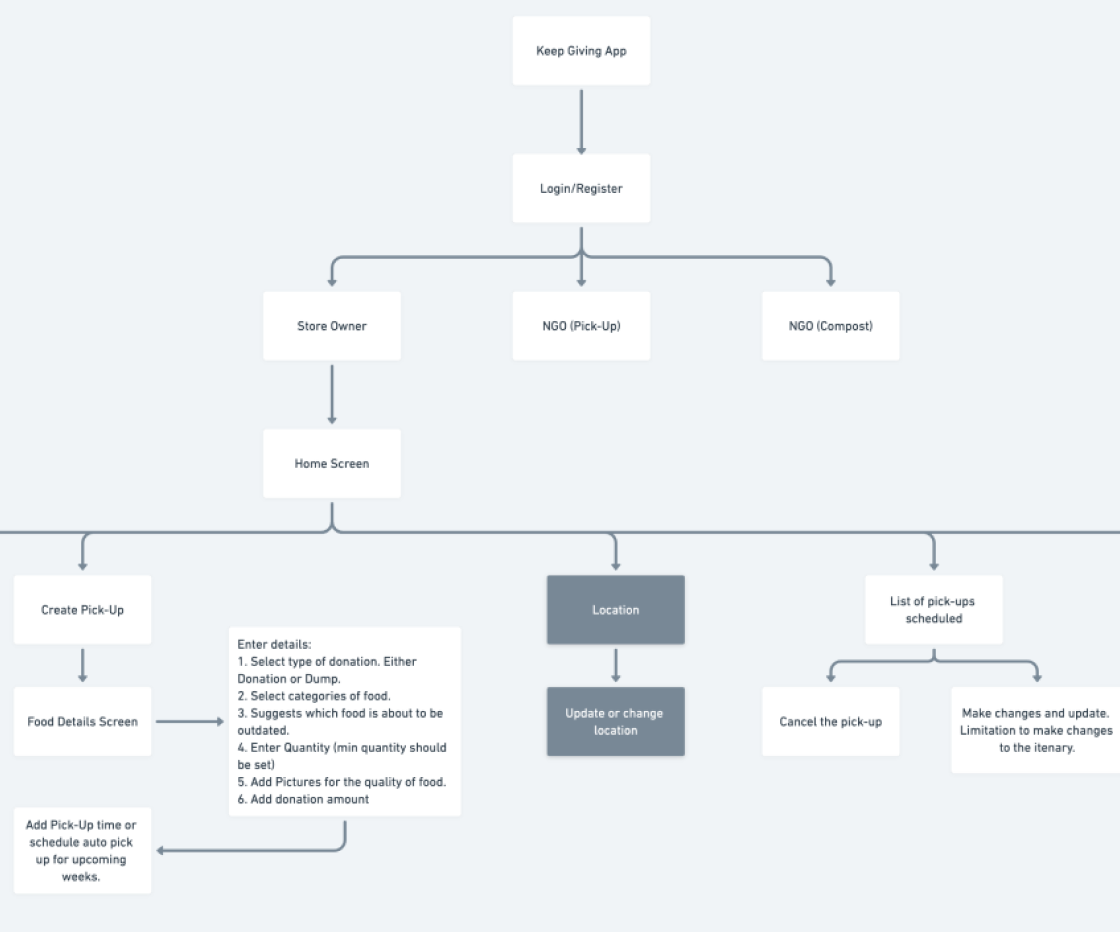 Keep Giving App
Login/Register
Store Owner
NGO (Pick-Up)
NGO (Compost)
Home Screen
Create Pick-Up
Location
List of pick-ups
scheduled
Enter details:
1. Select type of donation. Either
Donation or Dump.
2. Select categories of food.
3. Suggests which food is about to be
outdated.
4. Enter Quantity (min quantity should
be set)
5. Add Pictures for the quality of food.
6. Add donation amount
Food Details Screen
Update or change
location
Cancel the pick-up
Make changes and update.
Limitation to make changes
to the itenary.
Add Pick-Up time or
schedule auto pick
up for upcoming
weeks.